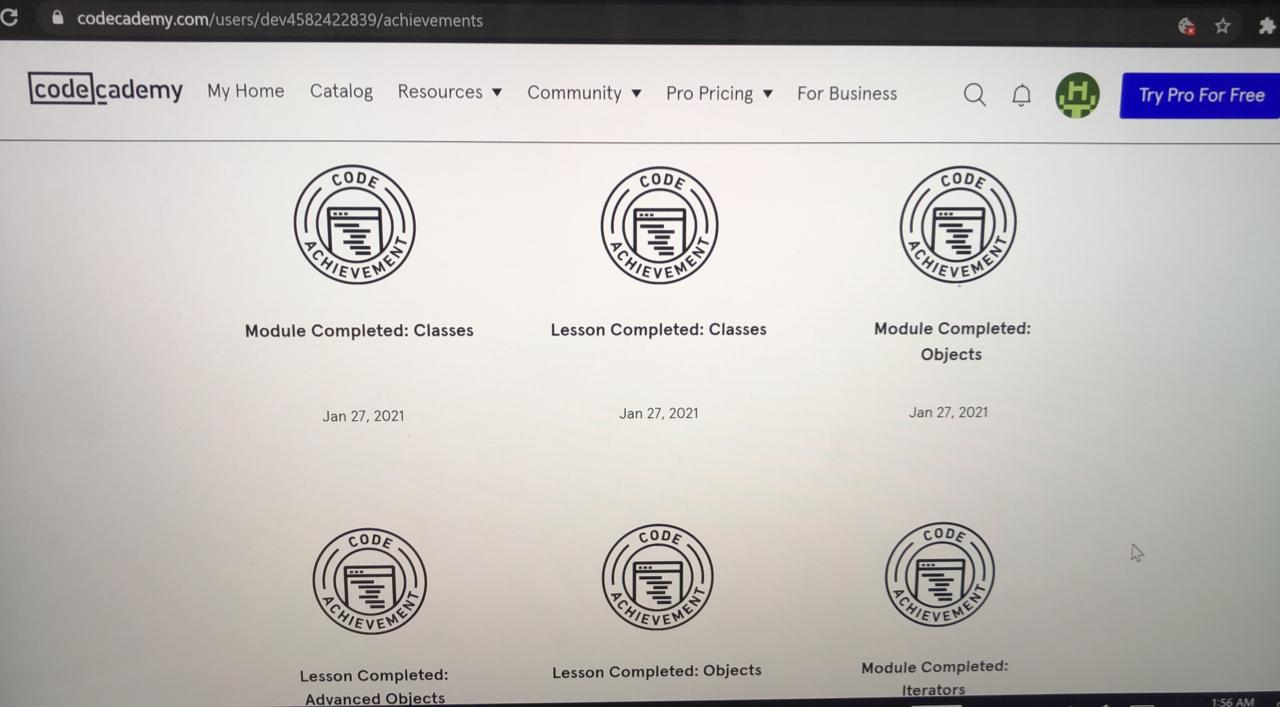 codecademy.com/users/dev4582422839/achievements
codecademy My Home Catalog Resources Community Pro Pricing For Business H Try Pro For Free
CODE ACHIEVEMENT CODE ACHIEVEMENT CODE ACHIEVEMENT
Module Completed: Classes
Lesson Completed: Classes
Module Completed:
Objects
Jan 27, 2021
Jan 27, 2021
Jan 27, 2021
CODE ACHIEVEMENT CODE ACHIEVEMENT CODE ACHIEVEMENT
Lesson Completed:
Advanced Objects
Lesson Completed: Objects
Module Completed:
Iterators
1:56 AM